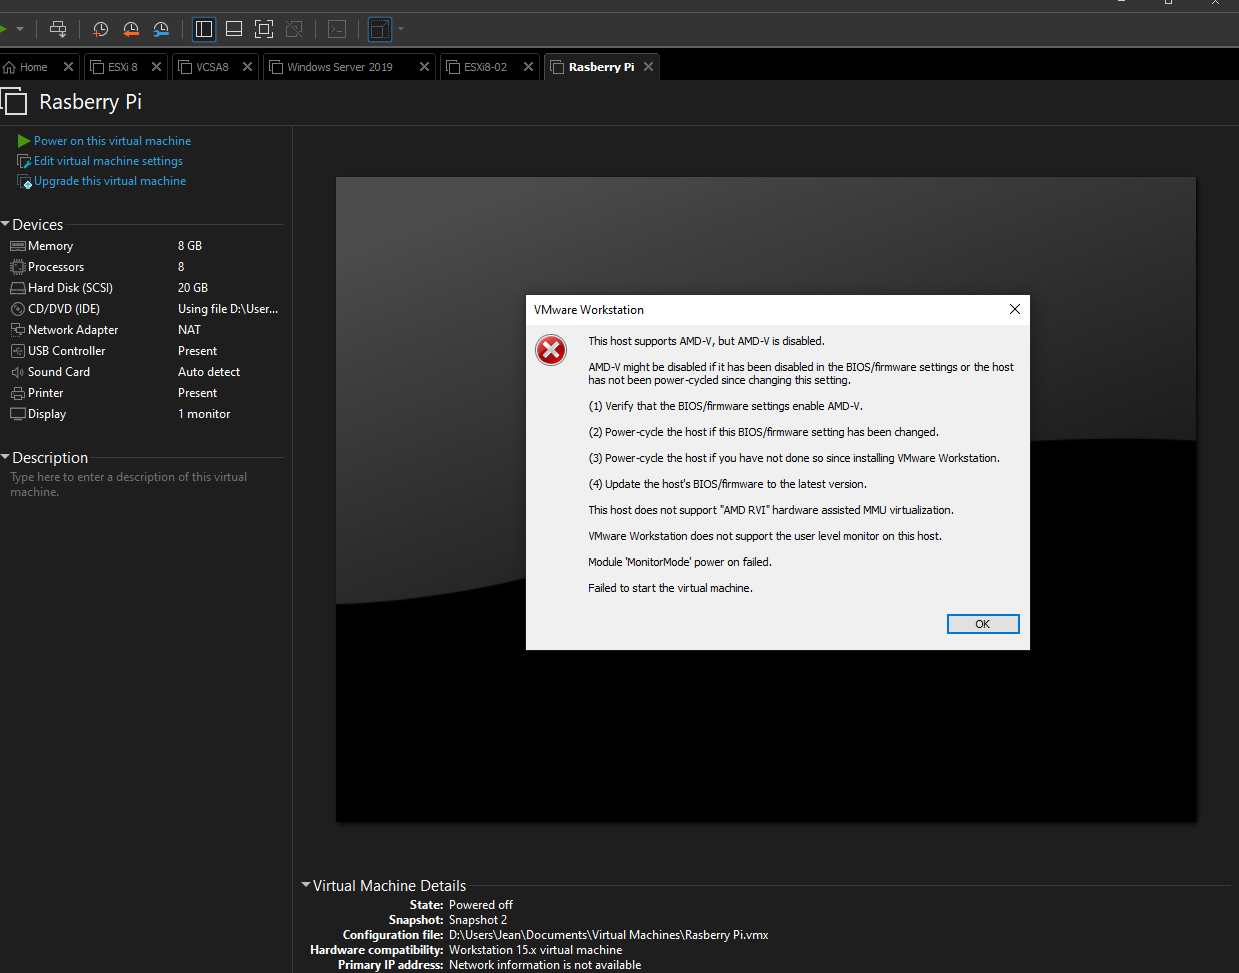 Home
ESXi 8
VCSA8
Windows Server 2019
ESXi8-02
Rasberry Pi
Rasberry Pi
Power on this virtual machine
Edit virtual machine settings
Upgrade this virtual machine
Devices
Memory 8 GB
Processors 8
Hard Disk (SCSI) 20 GB
CD/DVD (IDE) Using file D:\User...
Network Adapter NAT
USB Controller Present
Sound Card Auto detect
Printer Present
Display 1 monitor
Description
Type here to enter a description of this virtual
machine.
VMware Workstation
This host supports AMD-V, but AMD-V is disabled.
AMD-V might be disabled if it has been disabled in the BIOS/firmware settings or the host
has not been power-cycled since changing this setting.
(1) Verify that the BIOS/firmware settings enable AMD-V.
(2) Power-cycle the host if this BIOS/firmware setting has been changed.
(3) Power-cycle the host if you have not done so since installing VMware Workstation.
(4) Update the host's BIOS/firmware to the latest version.
This host does not support "AMD RVI" hardware assisted MMU virtualization.
VMware Workstation does not support the user level monitor on this host.
Module 'MonitorMode' power on failed.
Failed to start the virtual machine.
OK
Virtual Machine Details
State: Powered off
Snapshot: Snapshot 2
Configuration file: D:\Users\Jean\Documents\Virtual Machines\Rasberry Pi.vmx
Hardware compatibility: Workstation 15.x virtual machine
Primary IP address: Network information is not available